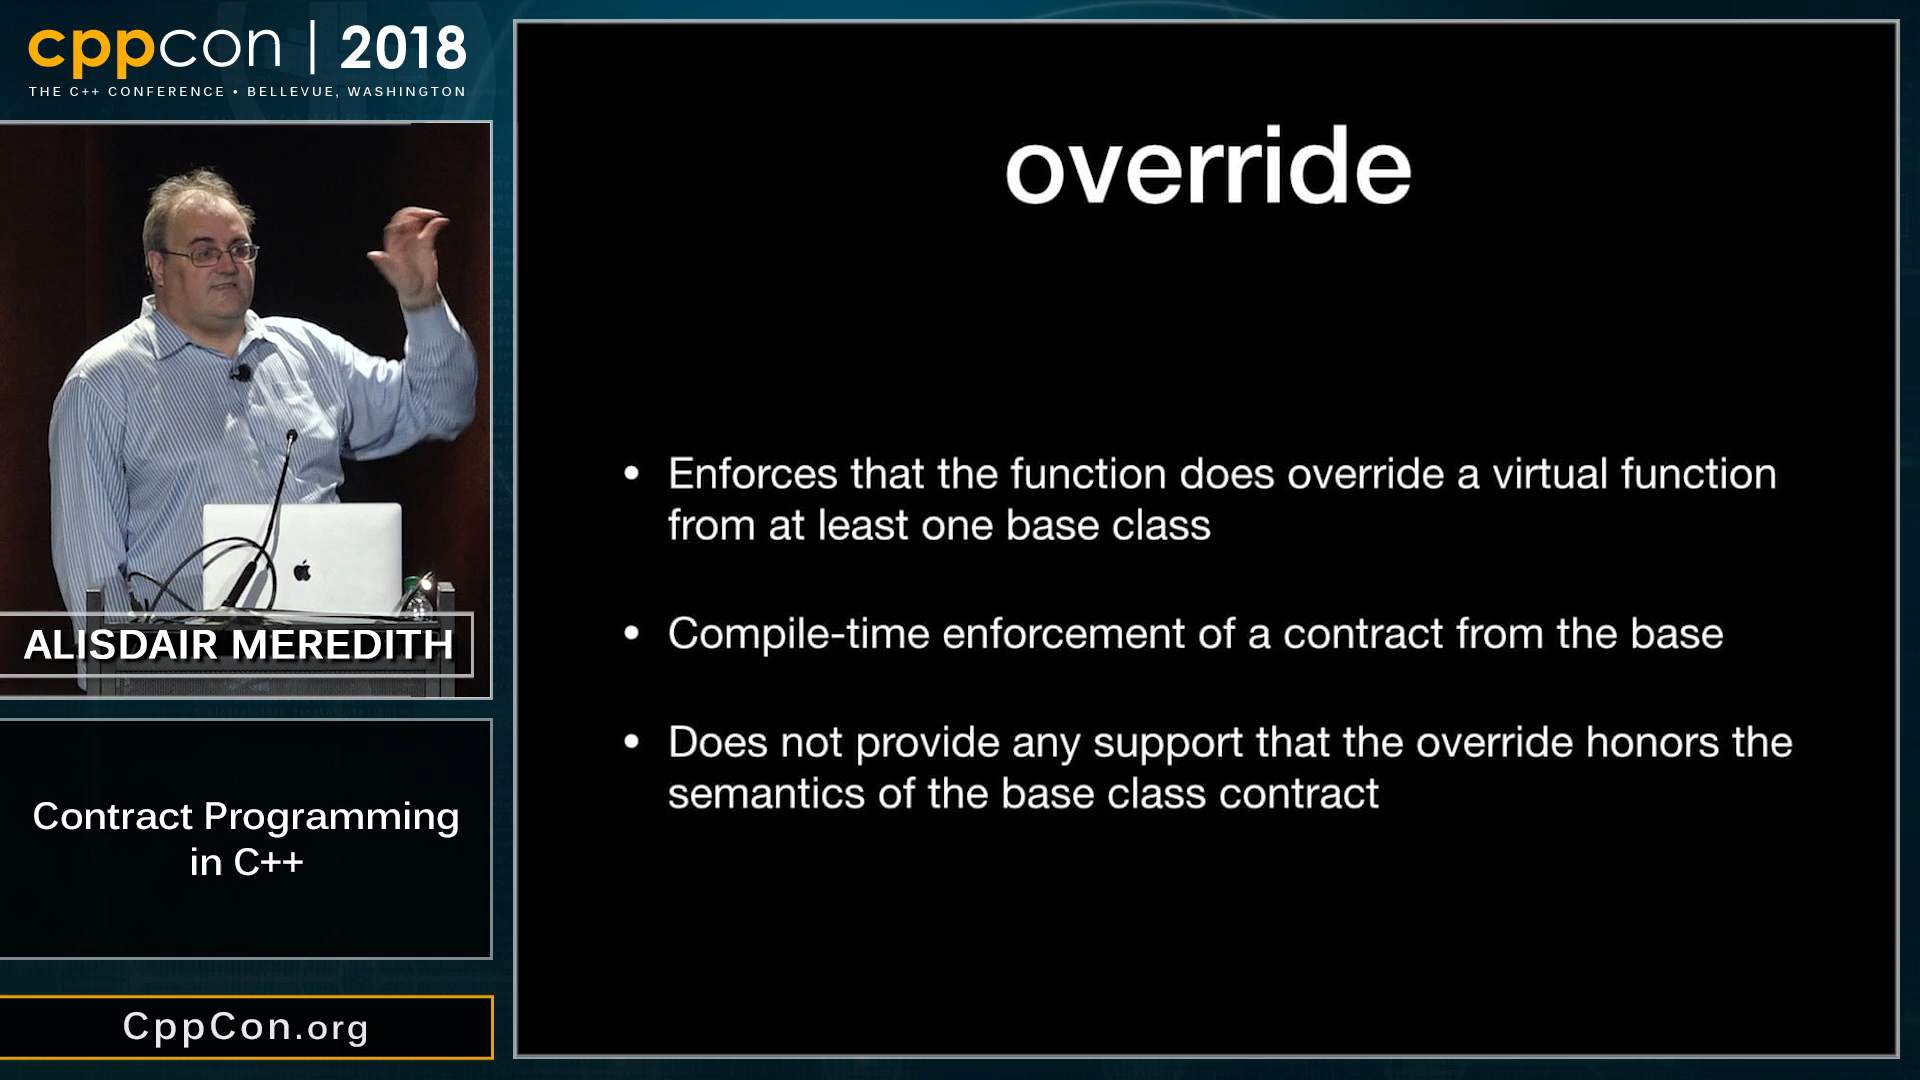 cppcon | 2018
THE C++ CONFERENCE • BELLEVUE, WASHINGTON
ALISDAIR MEREDITH
Contract Programming
in C++
CppCon.org
override
• Enforces that the function does override a virtual function
from at least one base class
• Compile-time enforcement of a contract from the base
• Does not provide any support that the override honors the
semantics of the base class contract